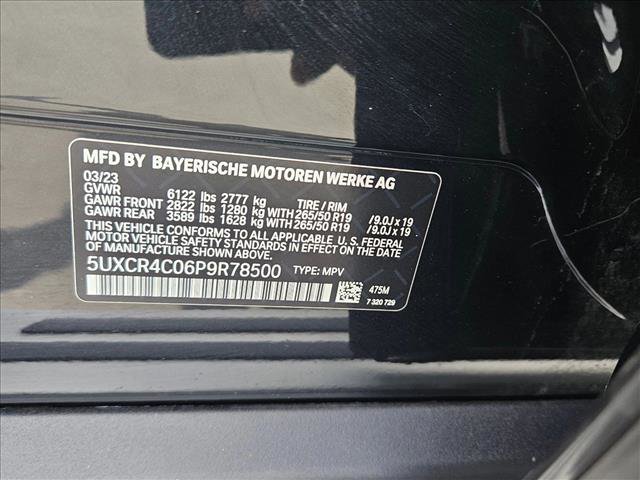 MFD BY BAYERISCHE MOTOREN WERKE AG
03/23
GVWR 6122 lbs 2777 kg TIRE / RIM
GAWR FRONT 2822 lbs 1280 kg WITH 265/50 R19 / 9.0J x 19
GAWR REAR 3589 lbs 1628 kg WITH 265/50 R19 / 9.0J x 19
THIS VEHICLE CONFORMS TO ALL APPLICABLE U.S. FEDERAL
MOTOR VEHICLE SAFETY STANDARDS IN EFFECT ON THE DATE
OF MANUFACTURE SHOWN ABOVE.
5UXCR4C06P9R78500 TYPE: MPV
475M
7 320 729